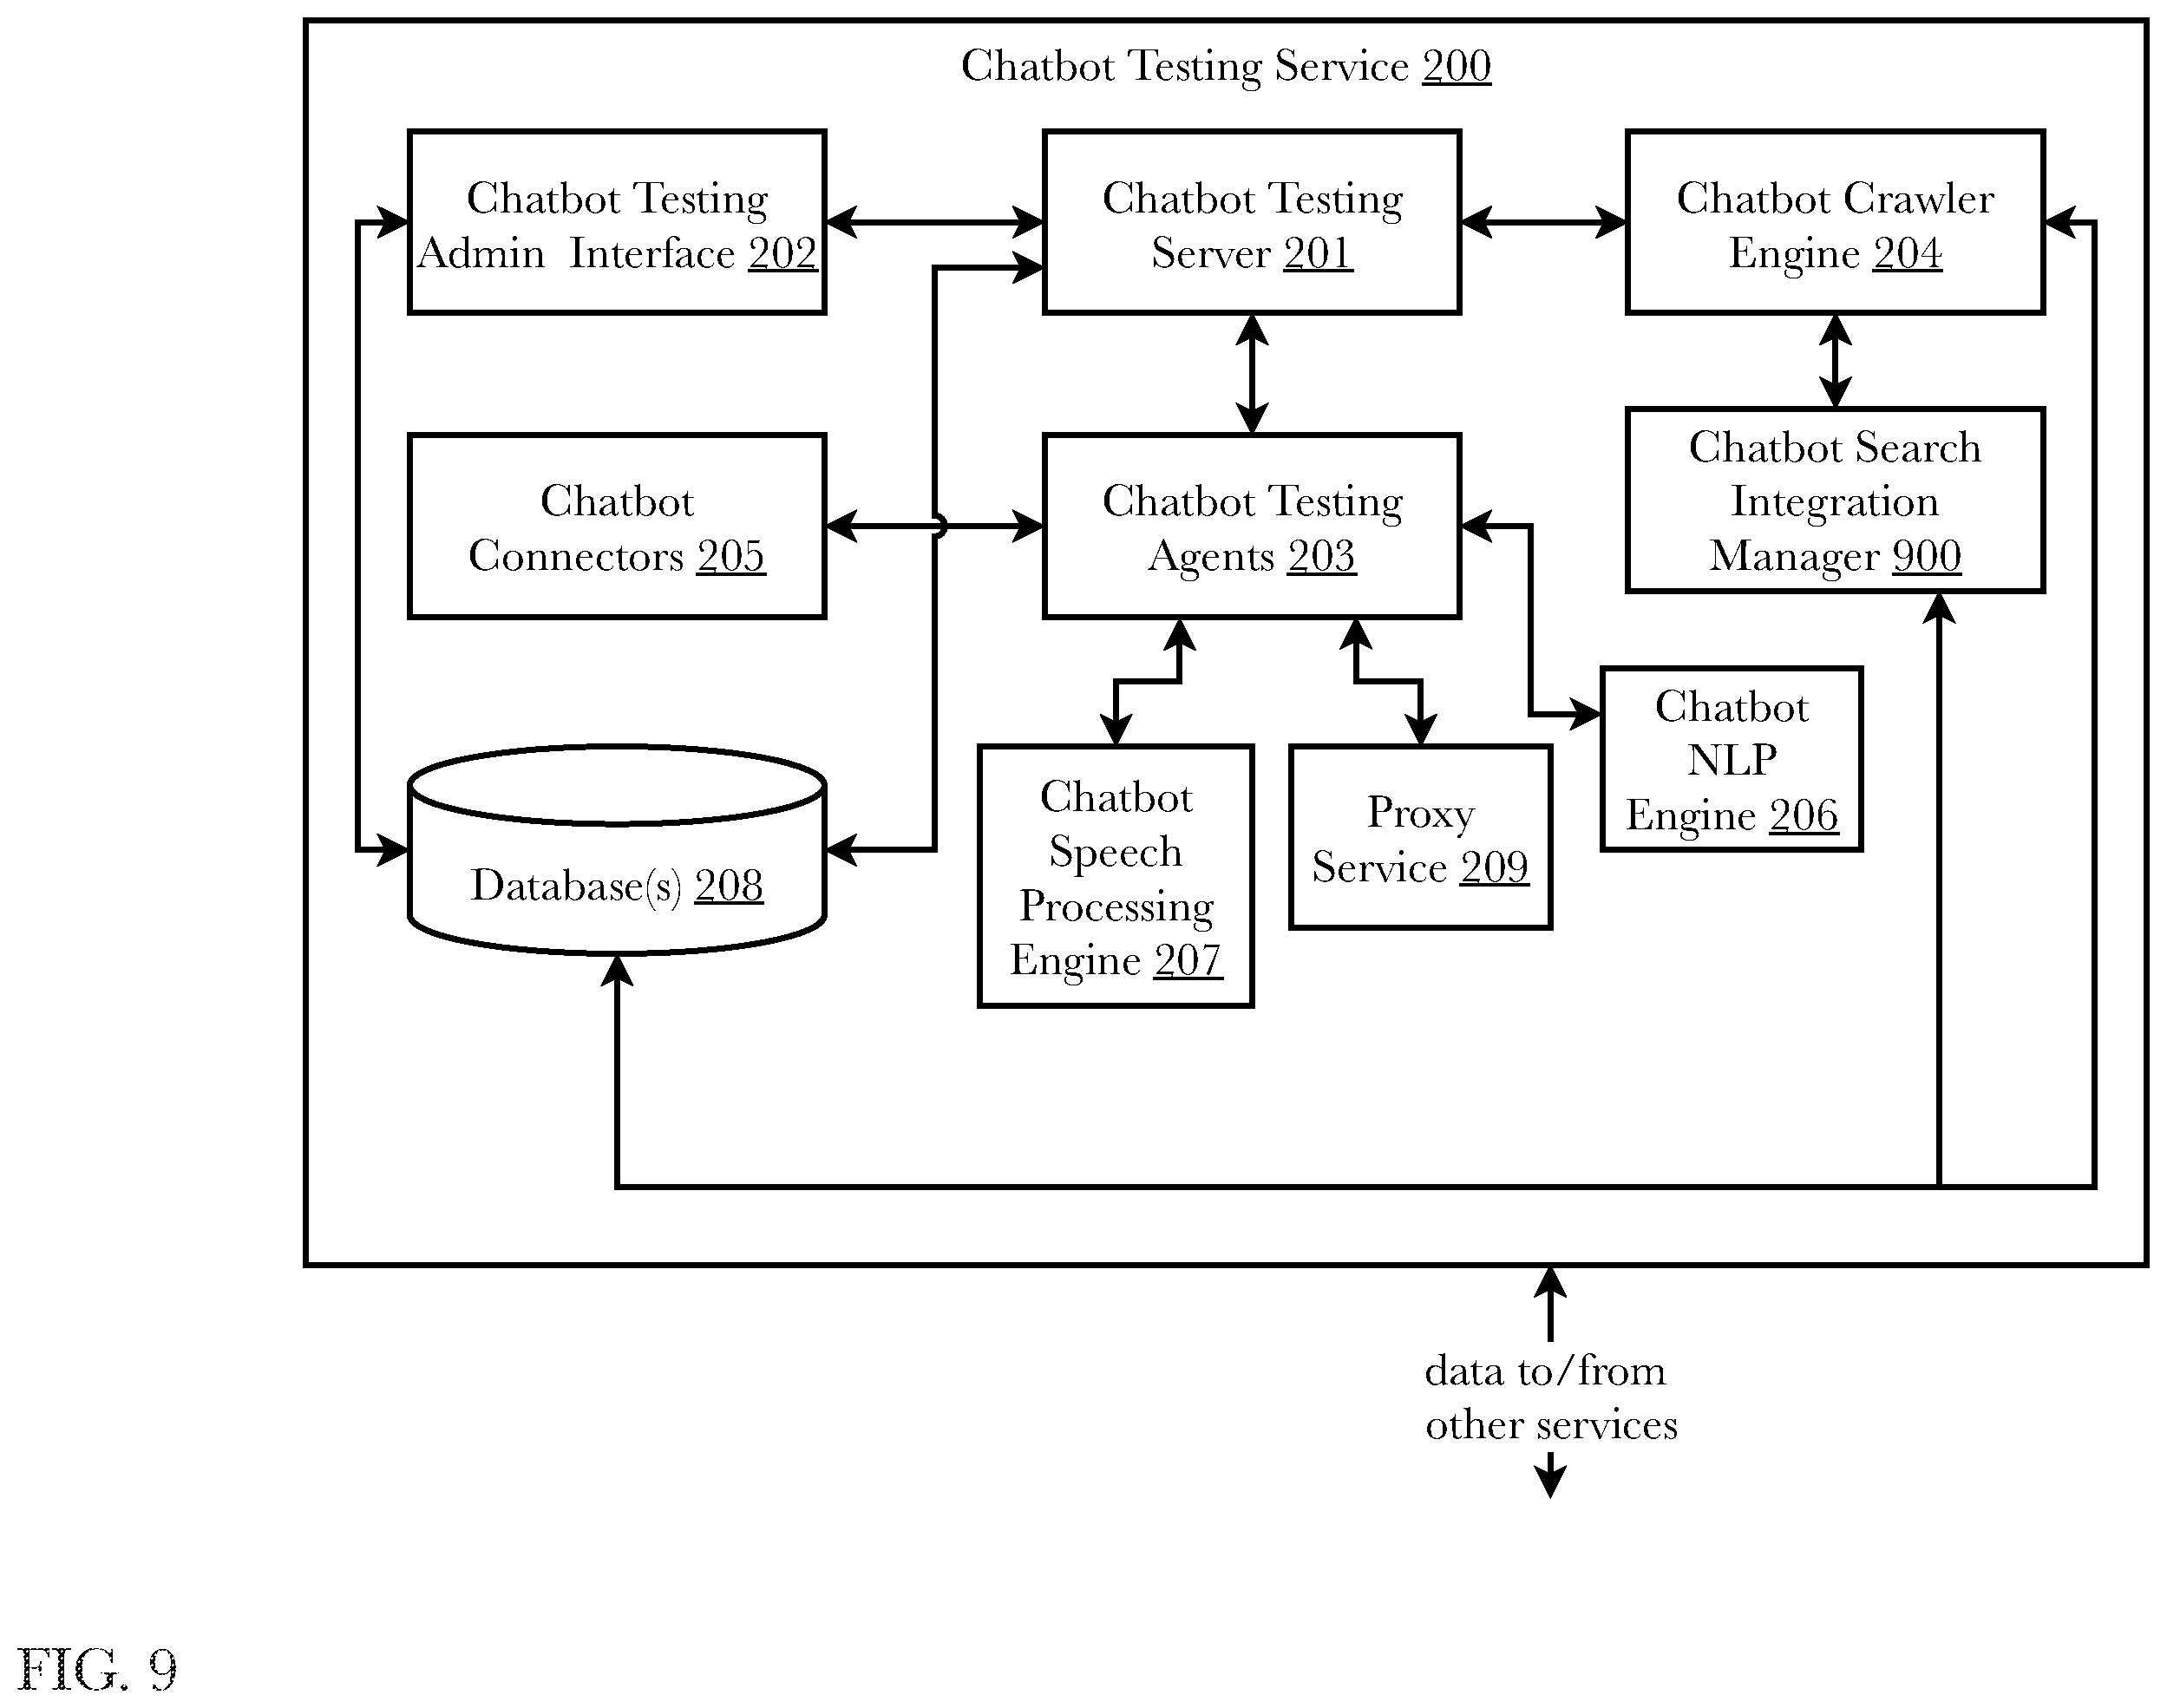 Chatbot Testing Service 200
Chatbot Testing
Admin Interface 202
Chatbot Testing
Server 201
Chatbot Crawler
Engine 204
Chatbot
Connectors 205
Chatbot Testing
Agents 203
Chatbot Search
Integration
Manager 900
Database(s) 208
Chatbot
Speech
Processing
Engine 207
Proxy
Service 209
Chatbot
NLP
Engine 206
data to/from
other services
FIG. 9